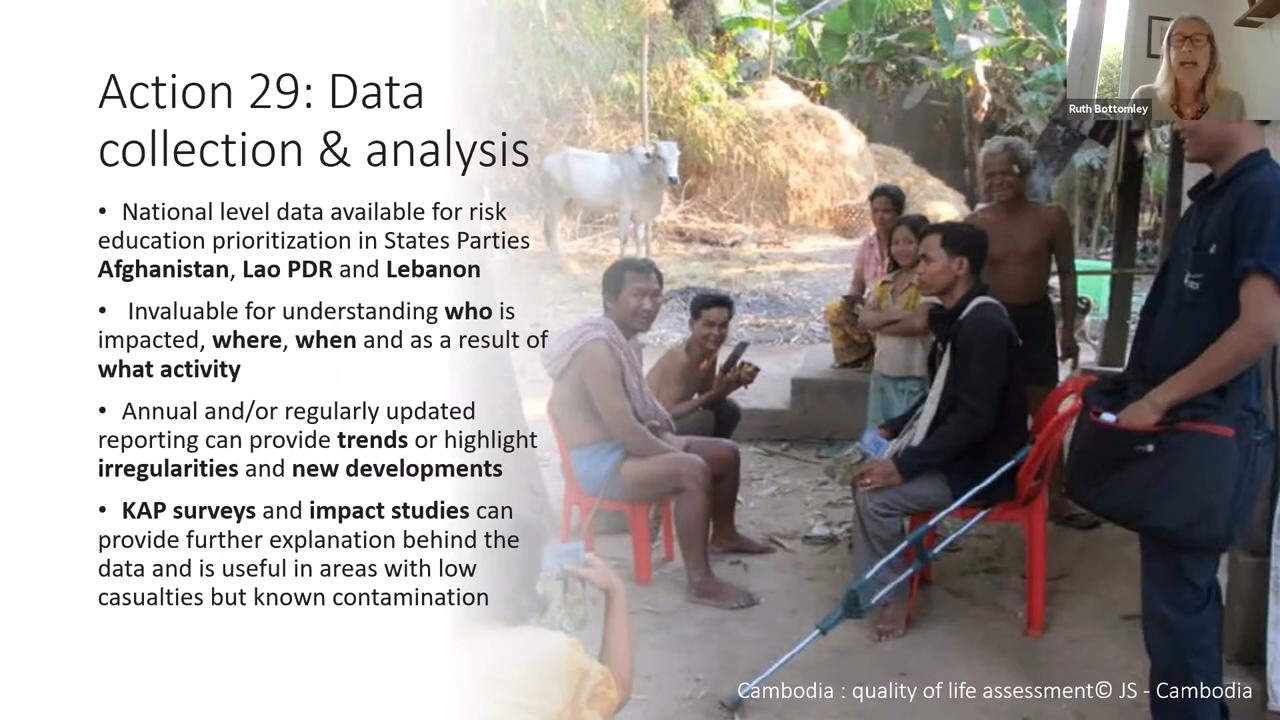 Action 29: Data
collection & analysis
• National level data available for risk
education prioritization in States Parties
Afghanistan, Lao PDR and Lebanon
• Invaluable for understanding who is
impacted, where, when and as a result of
what activity
• Annual and/or regularly updated
reporting can provide trends or highlight
irregularities and new developments
• KAP surveys and impact studies can
provide further explanation behind the
data and is useful in areas with low
casualties but known contamination
Ruth Bottomley
Cambodia : quality of life assessment© JS - Cambodia